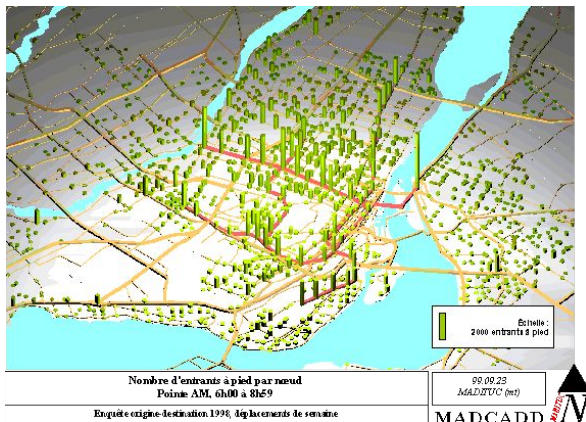 Échelle :
2000 entrants à pied
Nombre d'entrants à pied par nœud
Pointe AM, 6h00 à 8h59
Enquête origine-destination 1998, déplacements de semaine
99.09.23
MADITUC (mt)
MADCADD
N